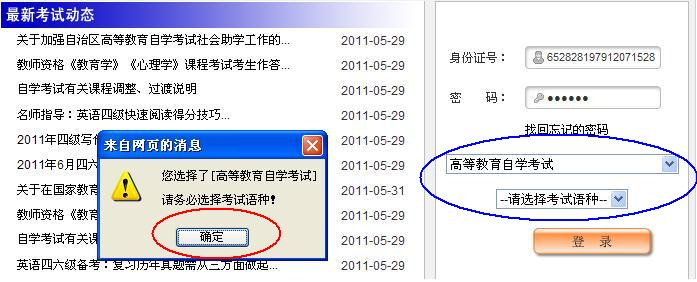 最新考试动态
关于加强自治区高等教育自学考试社会助学工作的... 2011-05-29
教师资格《教育学》《心理学》课程考试考生作答... 2011-05-29
自学考试有关课程调整、过渡说明 2011-05-29
名师指导：英语四级快速阅读得分技巧... 2011-05-29
2011年四级写作
2011年6月四六
关于在国家教育 2011-05-31
教师资格《教育 2011-05-29
自学考试有关课 2011-05-29
英语四六级备考：复习历年真题需从三方面做起... 2011-05-29
来自网页的消息
您选择了[高等教育自学考试]
请务必选择考试语种!
确定
身份证号： 652828197912071528
密 码： ●●●●●●
找回忘记的密码
高等教育自学考试
--请选择考试语种--
登 录